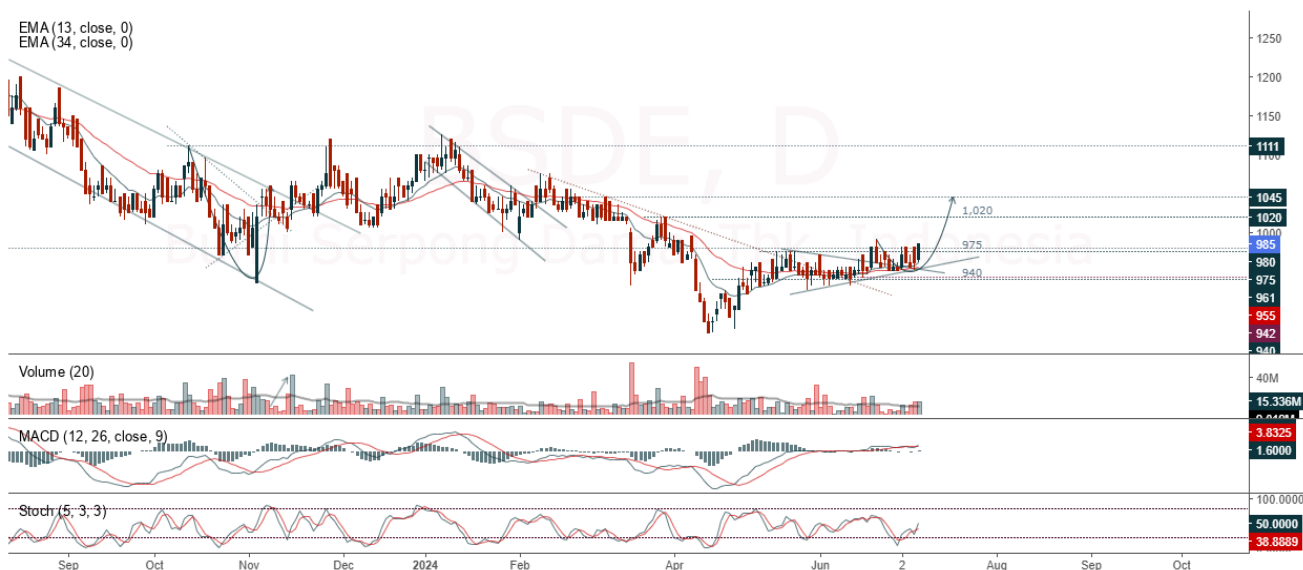 EMA (13, close, 0)
EMA (34, close, 0)
BSDE, D
Bumi Serpong Damai Tbk, Indonesia
1250
1200
1150
1111
1100
1045
1,020
1020
1000
975
985
980
975
940
961
955
942
940
Volume (20)
40M
15.336M
MACD (12, 26, close, 9)
3.8325
1.6000
Stoch (5, 3, 3)
100.0000
50.0000
38.8889
Sep Oct Nov Dec 2024 Feb Apr Jun 2 Aug Sep Oct